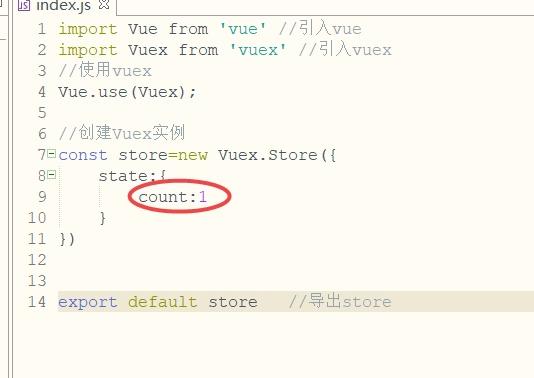 index.js
1 import Vue from 'vue' //引入vue
2 import Vuex from 'vuex' //引入vuex
3 //使用vuex
4 Vue.use(Vuex);
5
6 //创建Vuex实例
7 const store=new Vuex.Store({
8 state:{
9 count:1
10 }
11 })
12
13
14 export default store //导出store